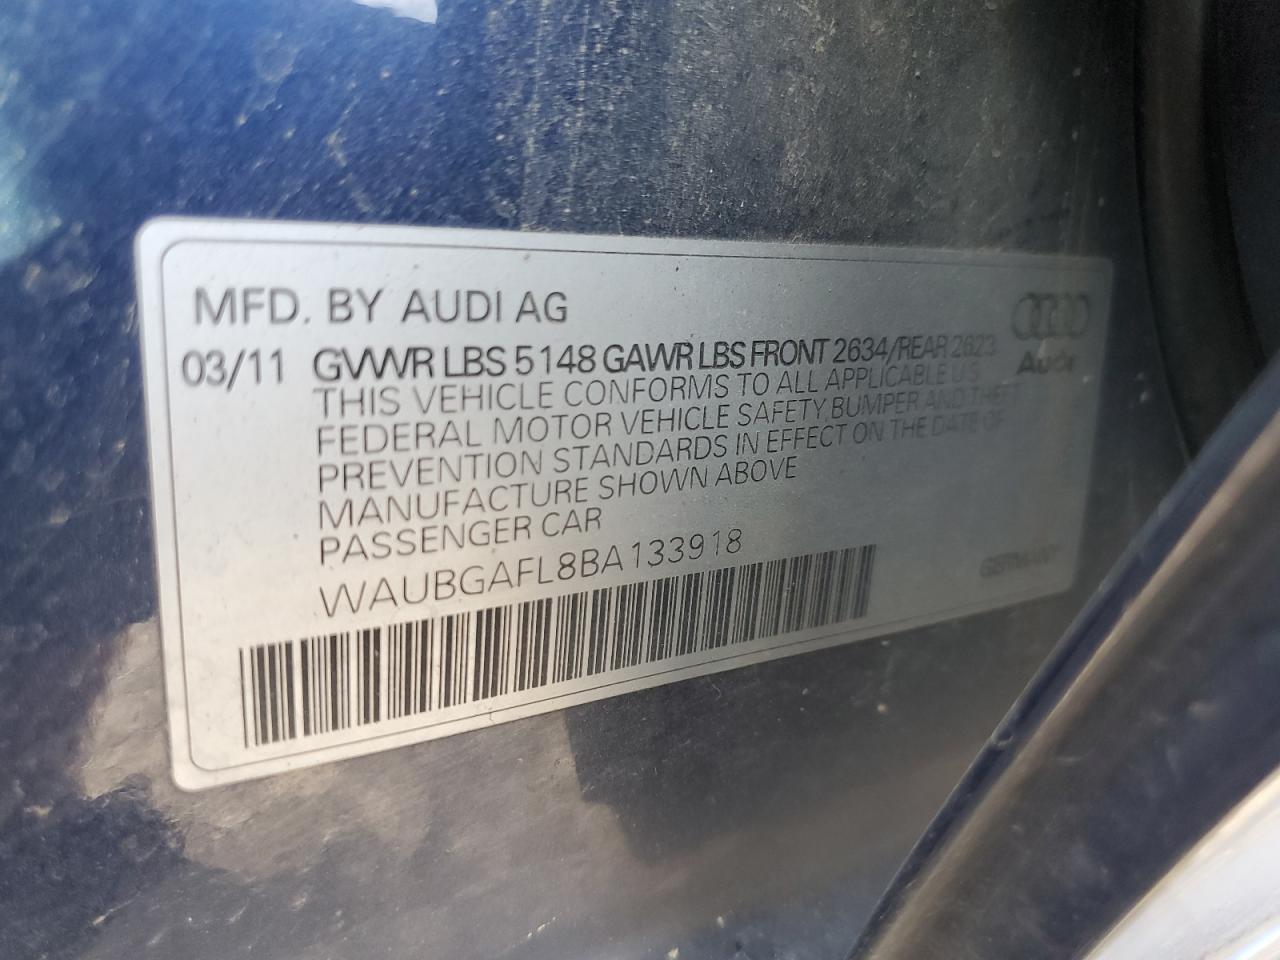 MFD. BY AUDI AG
03/11 GVWR LBS 5148 GAWR LBS FRONT 2634/REAR 2623
Audi
THIS VEHICLE CONFORMS TO ALL APPLICABLE U.S
FEDERAL MOTOR VEHICLE SAFETY, BUMPER AND THEFT
PREVENTION STANDARDS IN EFFECT ON THE DATE OF
MANUFACTURE SHOWN ABOVE
PASSENGER CAR
WAUBGAFL8BA133918
GERMANY